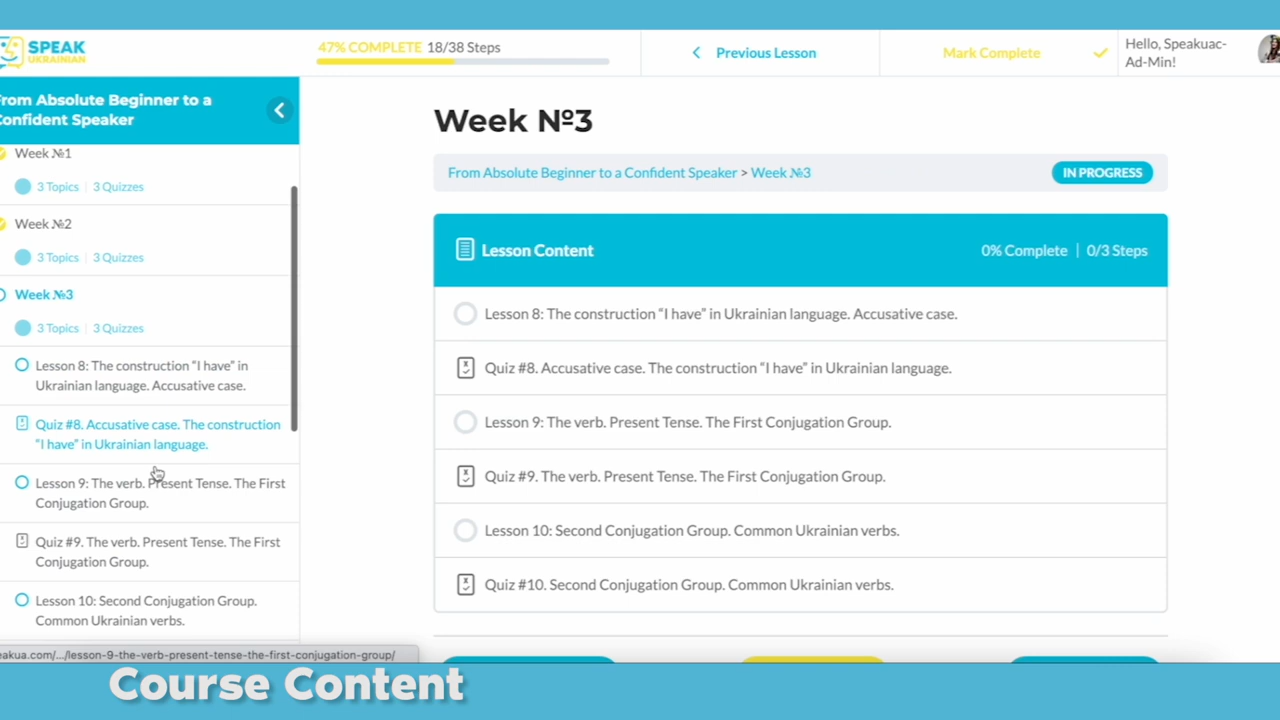 SPEAK
UKRAINIAN
47% COMPLETE 18/38 Steps
Previous Lesson
Mark Complete
Hello, Speakuac-
Ad-Min!
From Absolute Beginner to a
Confident Speaker
Week №1
3 Topics | 3 Quizzes
Week №2
3 Topics | 3 Quizzes
Week №3
3 Topics | 3 Quizzes
Lesson 8: The construction “I have” in
Ukrainian language. Accusative case.
Quiz #8. Accusative case. The construction
“I have” in Ukrainian language.
Lesson 9: The verb. Present Tense. The First
Conjugation Group.
Quiz #9. The verb. Present Tense. The First
Conjugation Group.
Lesson 10: Second Conjugation Group.
Common Ukrainian verbs.
eakua.com/.../lesson-9-the-verb-present-tense-the-first-conjugation-group/
Week №3
From Absolute Beginner to a Confident Speaker > Week №3
IN PROGRESS
Lesson Content
0% Complete | 0/3 Steps
Lesson 8: The construction “I have” in Ukrainian language. Accusative case.
Quiz #8. Accusative case. The construction “I have” in Ukrainian language.
Lesson 9: The verb. Present Tense. The First Conjugation Group.
Quiz #9. The verb. Present Tense. The First Conjugation Group.
Lesson 10: Second Conjugation Group. Common Ukrainian verbs.
Quiz #10. Second Conjugation Group. Common Ukrainian verbs.
Course Content